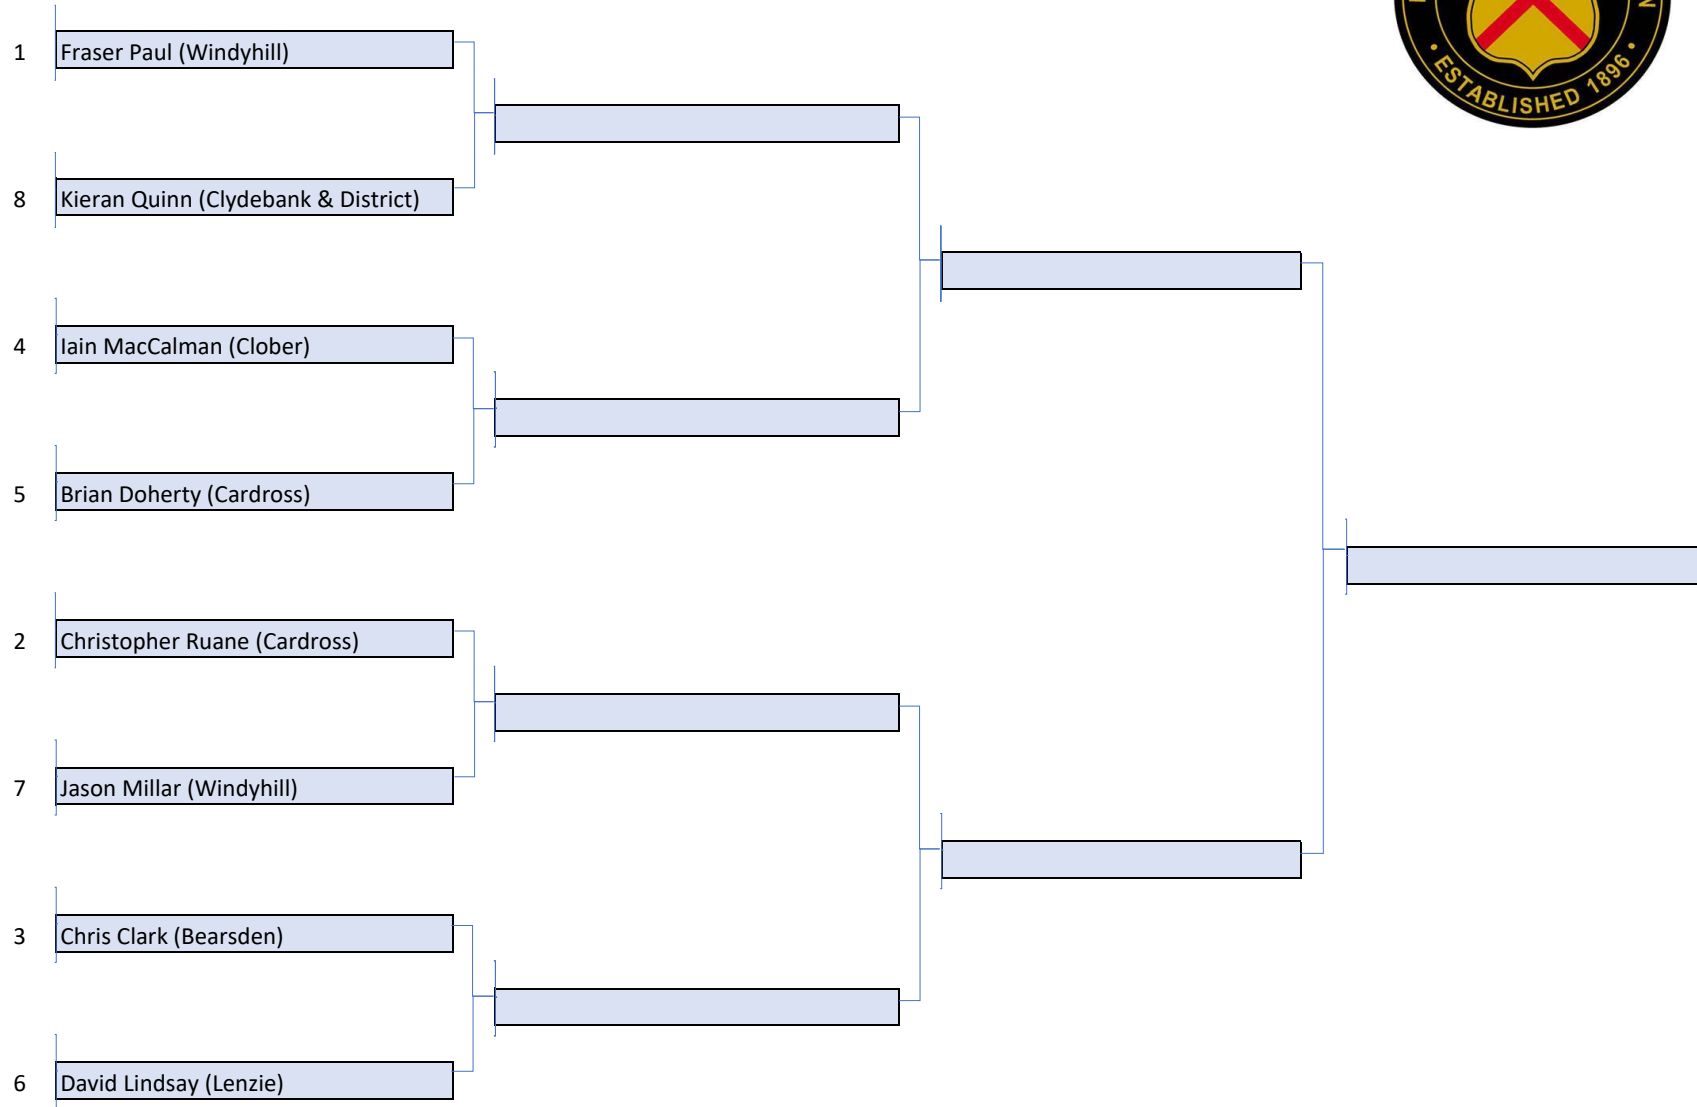 ESTABLISHED 1896
1 Fraser Paul (Windyhill)
8 Kieran Quinn (Clydebank & District)
4 Iain MacCalman (Clober)
5 Brian Doherty (Cardross)
2 Christopher Ruane (Cardross)
7 Jason Millar (Windyhill)
3 Chris Clark (Bearsden)
6 David Lindsay (Lenzie)